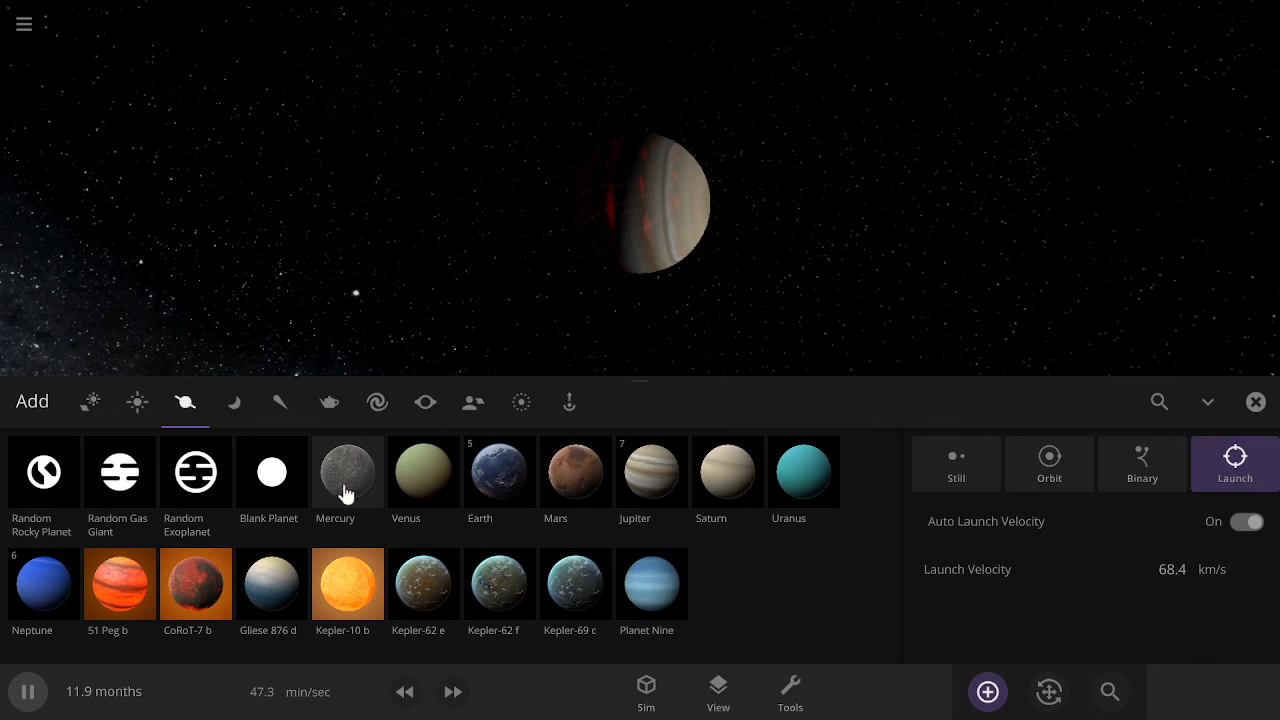 Add
5
7
Random
Rocky Planet
Random Gas
Giant
Random
Exoplanet
Blank Planet
Mercury
Venus
Earth
Mars
Jupiter
Saturn
Uranus
6
Neptune
51 Peg b
CoRoT-7 b
Gliese 876 d
Kepler-10 b
Kepler-62 e
Kepler-62 f
Kepler-69 c
Planet Nine
Still
Orbit
Binary
Launch
Auto Launch Velocity On
Launch Velocity 68.4 km/s
11.9 months
47.3 min/sec
Sim
View
Tools